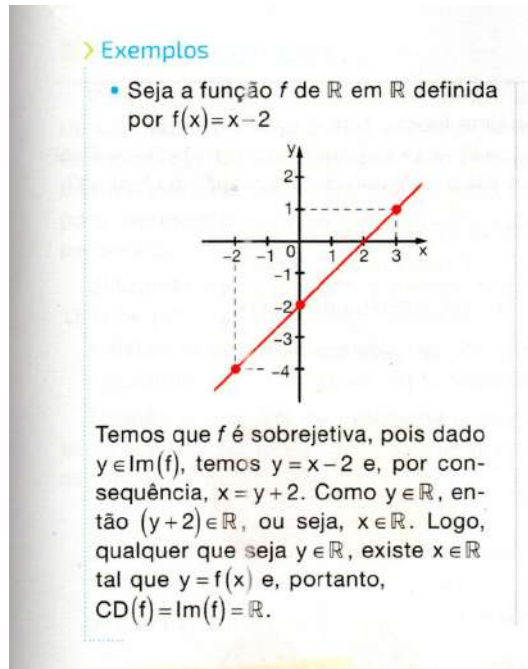 Exemplos
• Seja a função f de ℝ em ℝ definida
por f(x)=x−2
y
2
1
−2 −1 0 1 2 3 x
−1
−2
−3
−4
Temos que f é sobrejetiva, pois dado
y∈Im(f), temos y=x−2 e, por con-
sequência, x=y+2. Como y∈ℝ, en-
tão (y+2)∈ℝ, ou seja, x∈ℝ. Logo,
qualquer que seja y∈ℝ, existe x∈ℝ
tal que y=f(x) e, portanto,
CD(f)=Im(f)=ℝ.